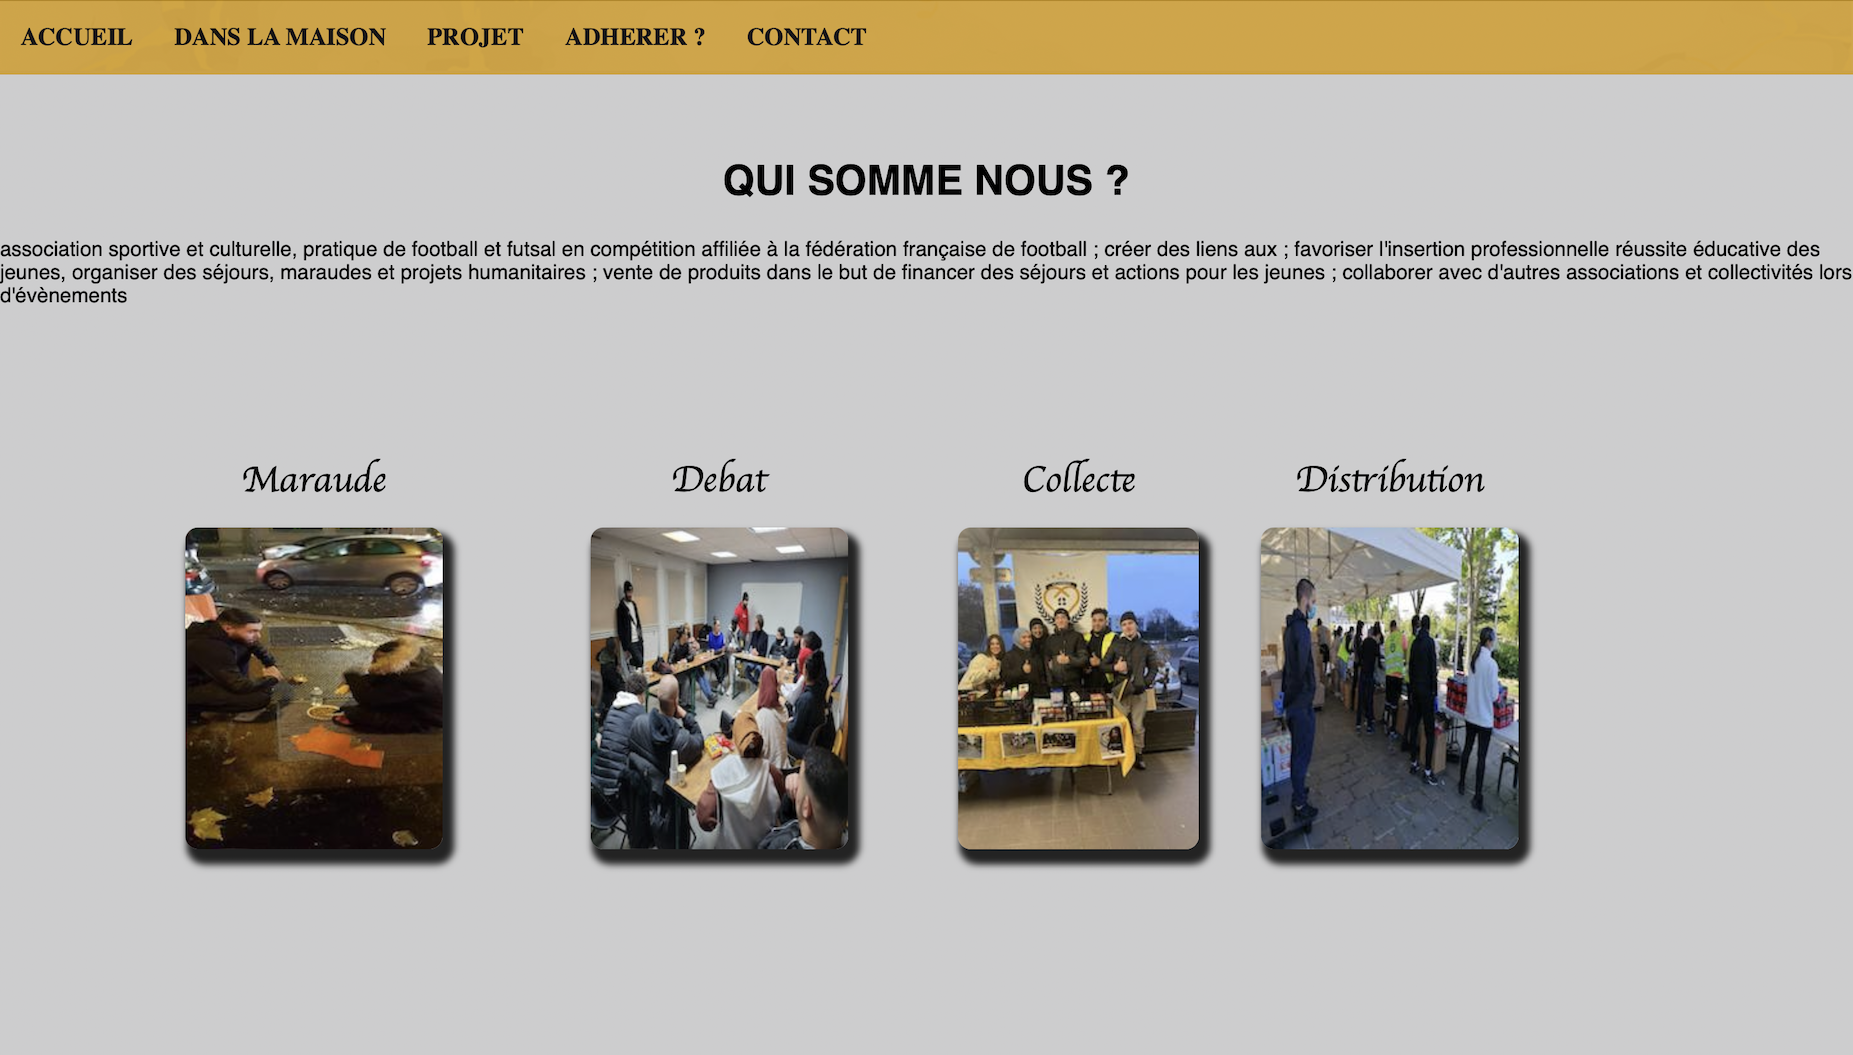 ACCUEIL DANS LA MAISON PROJET ADHERER ? CONTACT
QUI SOMME NOUS ?
association sportive et culturelle, pratique de football et futsal en compétition affiliée à la fédération française de football ; créer des liens aux ; favoriser l'insertion professionnelle réussite éducative des
jeunes, organiser des séjours, maraudes et projets humanitaires ; vente de produits dans le but de financer des séjours et actions pour les jeunes ; collaborer avec d'autres associations et collectivités lors
d'évènements
Maraude Debat Collecte Distribution